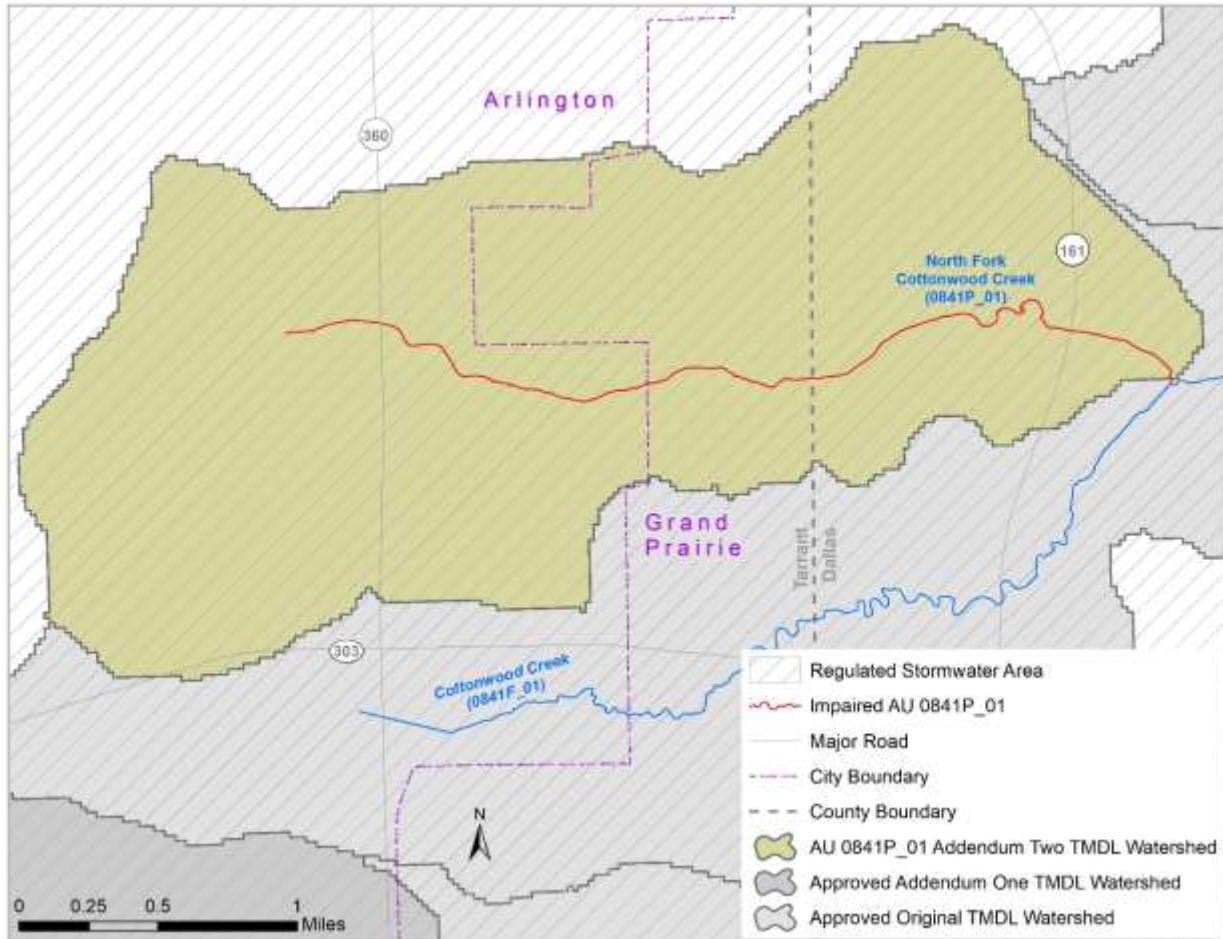 Arlington
360
North Fork
Cottonwood Creek
(0841P_01)
161
Grand
Prairie
Tarrant
Dallas
303
Cottonwood Creek
(0841F_01)
N
0 0.25 0.5 1
Miles
Regulated Stormwater Area
Impaired AU 0841P_01
Major Road
City Boundary
County Boundary
AU 0841P_01 Addendum Two TMDL Watershed
Approved Addendum One TMDL Watershed
Approved Original TMDL Watershed